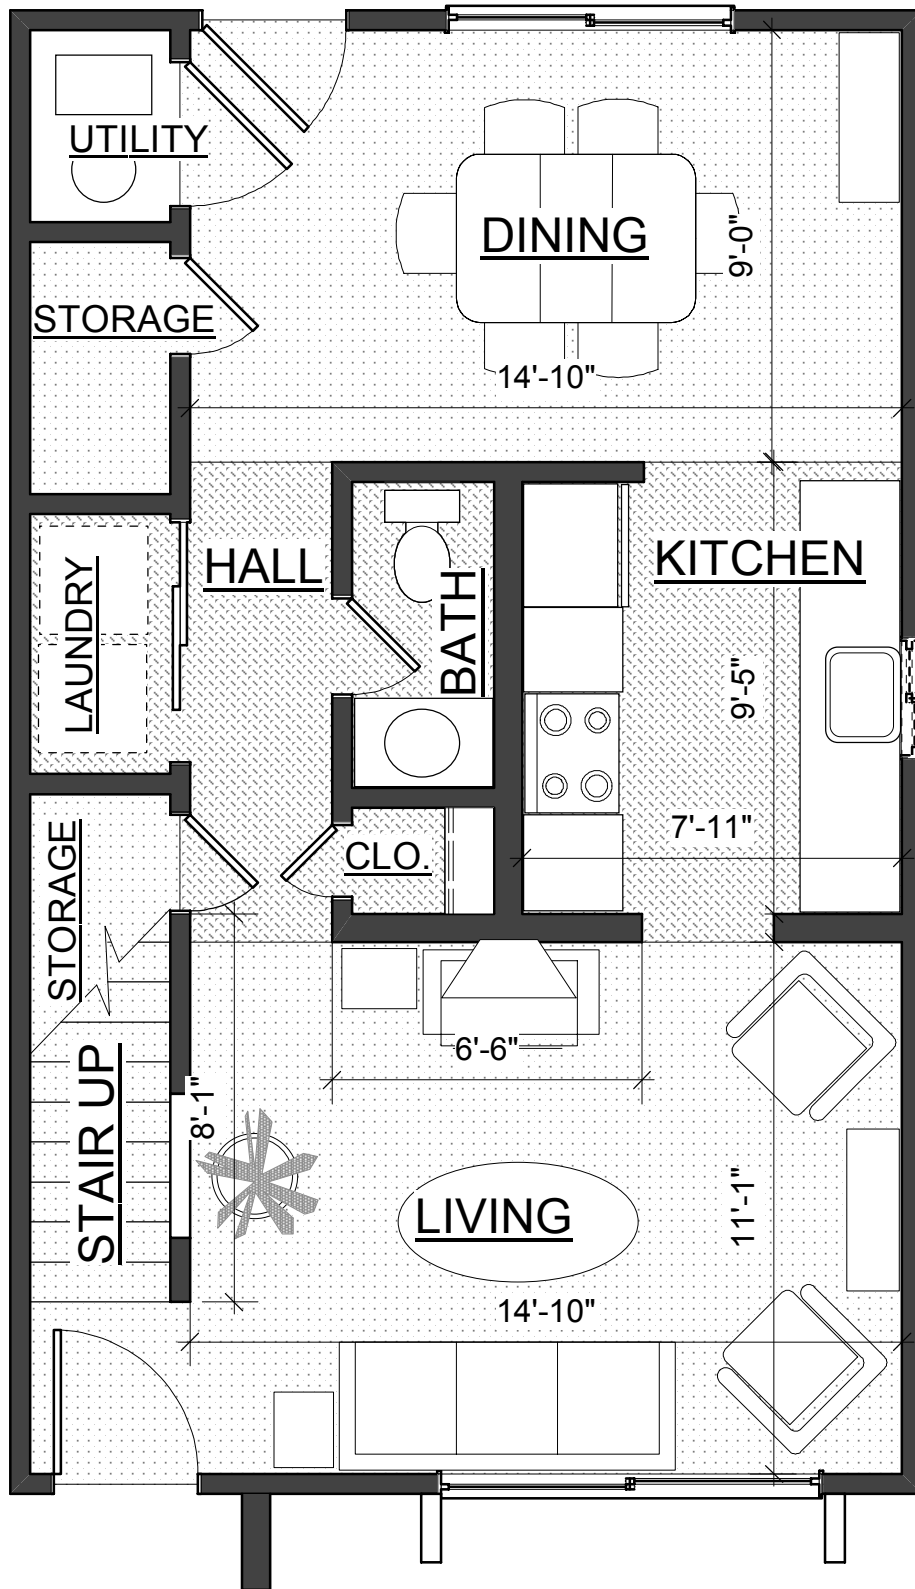 UTILITY
DINING
9'-0"
STORAGE
14'-10"
HALL
KITCHEN
LAUNDRY
BATH
9'-5"
7'-11"
CLO.
STORAGE
6'-6"
STAIR UP
8'-1"
LIVING
11'-1"
14'-10"